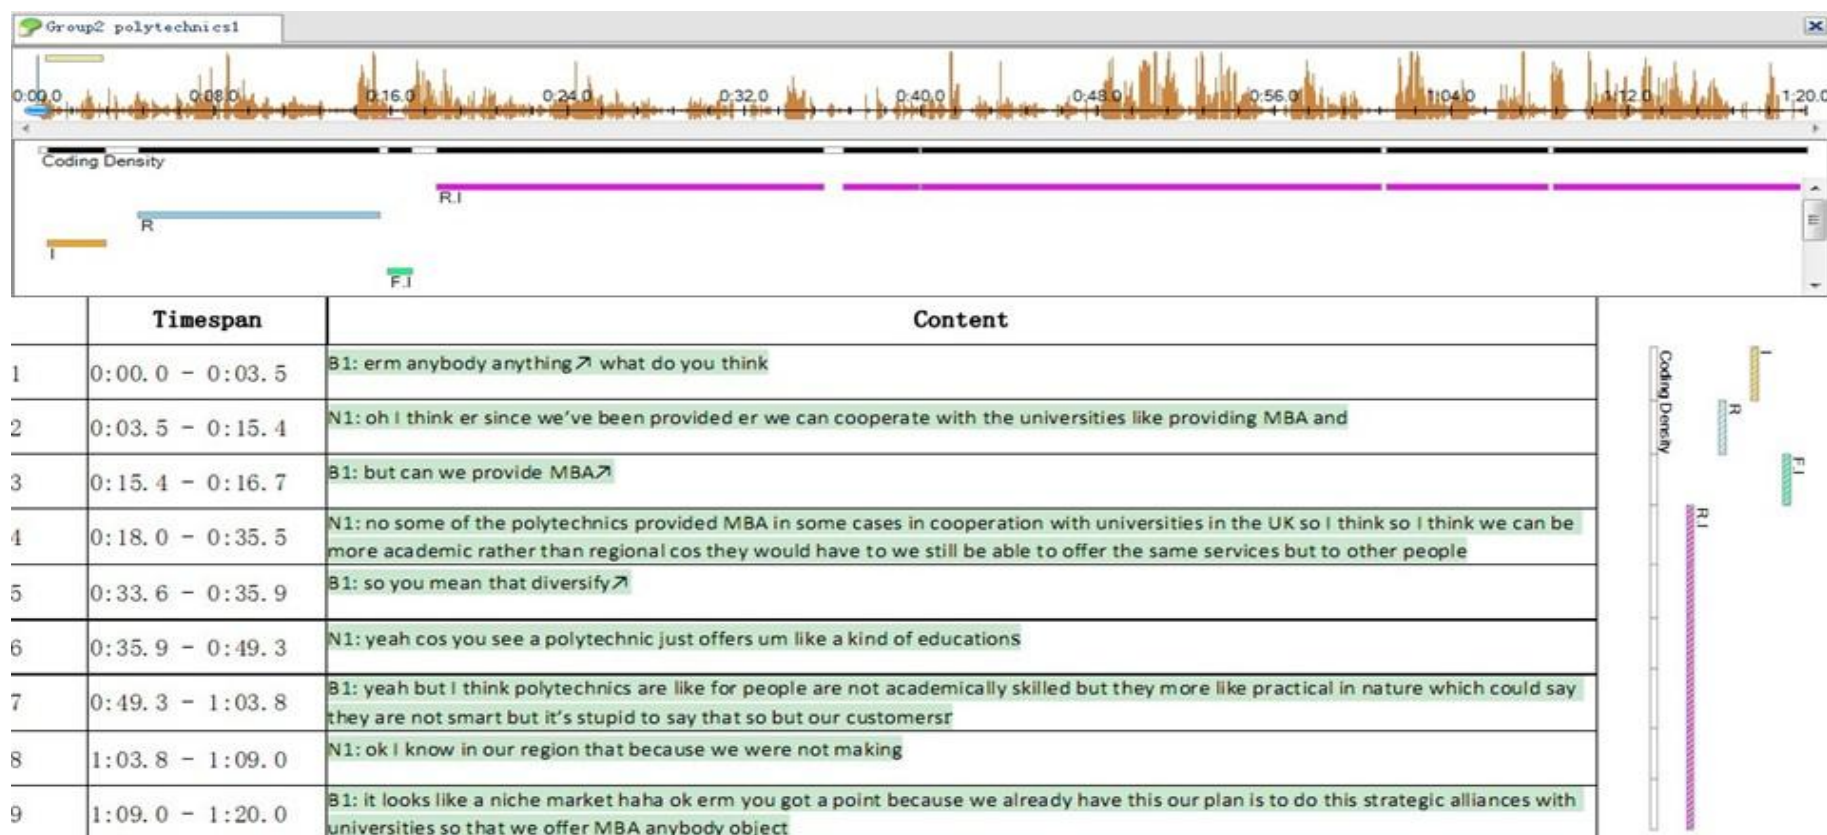 Group2 polytechnics1
0:00.0 0:08.0 0:16.0 0:24.0 0:32.0 0:40.0 0:48.0 0:56.0 1:04.0 1:12.0 1:20.0
Coding Density
R.I
R
I
F.I
Timespan Content
1 0:00.0 - 0:03.5 B1: erm anybody anything↗ what do you think
2 0:03.5 - 0:15.4 N1: oh I think er since we've been provided er we can cooperate with the universities like providing MBA and
3 0:15.4 - 0:16.7 B1: but can we provide MBA↗
4 0:18.0 - 0:35.5 N1: no some of the polytechnics provided MBA in some cases in cooperation with universities in the UK so I think so I think we can be
more academic rather than regional cos they would have to we still be able to offer the same services but to other people
5 0:33.6 - 0:35.9 B1: so you mean that diversify↗
6 0:35.9 - 0:49.3 N1: yeah cos you see a polytechnic just offers um like a kind of educations
7 0:49.3 - 1:03.8 B1: yeah but I think polytechnics are like for people are not academically skilled but they more like practical in nature which could say
they are not smart but it's stupid to say that so but our customersr
8 1:03.8 - 1:09.0 N1: ok I know in our region that because we were not making
9 1:09.0 - 1:20.0 B1: it looks like a niche market haha ok erm you got a point because we already have this our plan is to do this strategic alliances with
universities so that we offer MBA anybody object
Coding Density
I
R
F.I
R.I